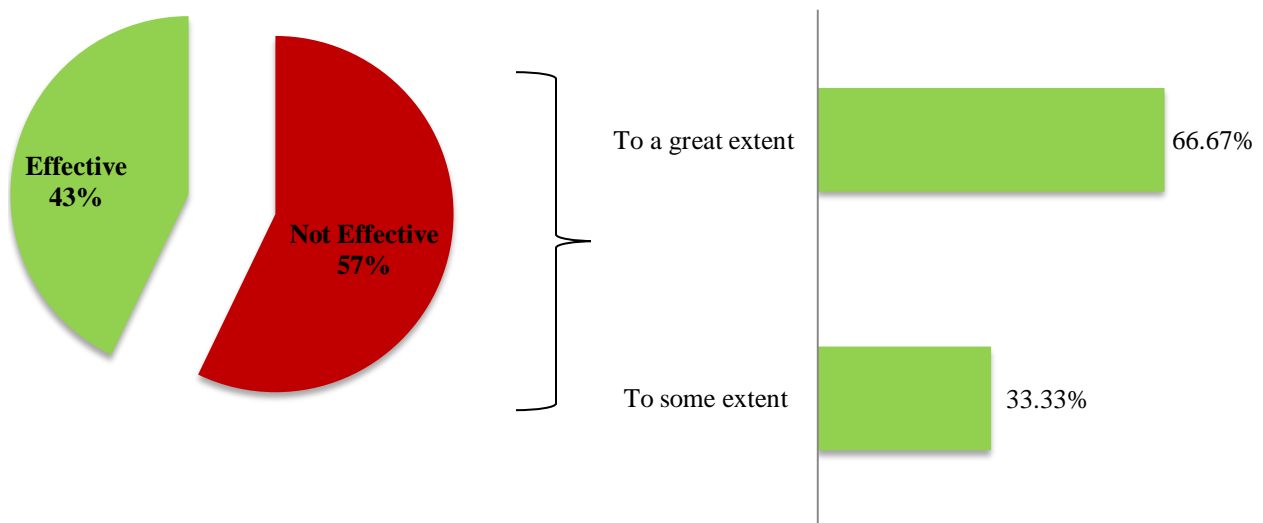 Effective
43%
Not Effective
57%
To a great extent
66.67%
To some extent
33.33%